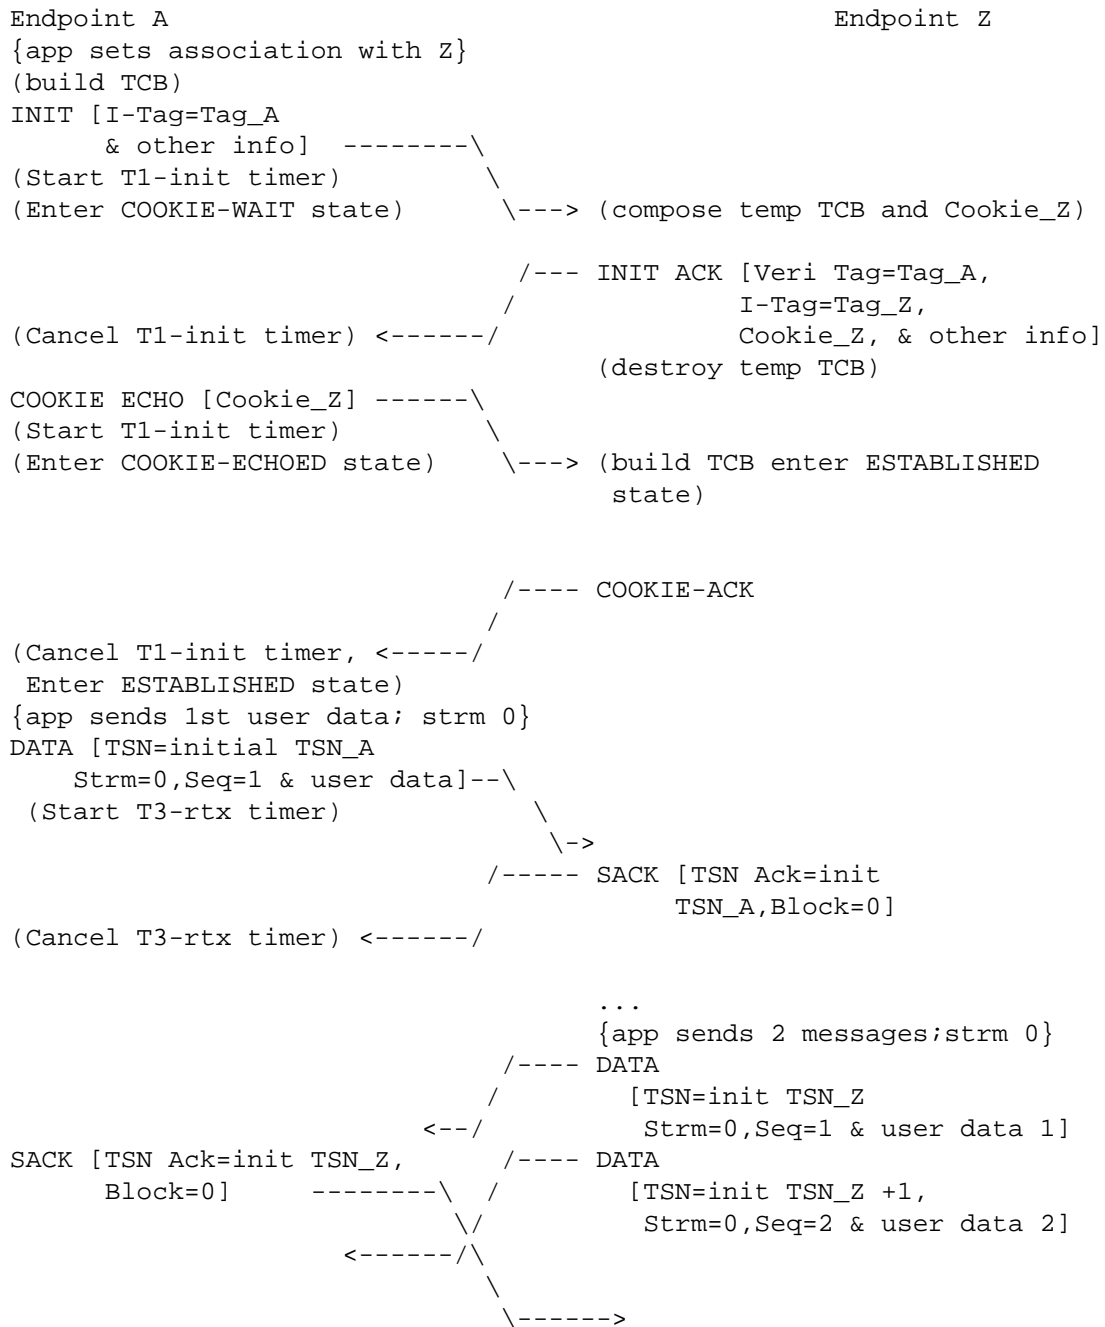 Endpoint A                                          Endpoint Z
{app sets association with Z}
(build TCB)
INIT [I-Tag=Tag_A
      & other info]  --------\
(Start T1-init timer)         \
(Enter COOKIE-WAIT state)      \---> (compose temp TCB and Cookie_Z)

                                /--- INIT ACK [Veri Tag=Tag_A,
                               /              I-Tag=Tag_Z,
(Cancel T1-init timer) <------/               Cookie_Z, & other info]
                                     (destroy temp TCB)
COOKIE ECHO [Cookie_Z] ------\
(Start T1-init timer)         \
(Enter COOKIE-ECHOED state)    \---> (build TCB enter ESTABLISHED
                                      state)

                               /---- COOKIE-ACK
                              /
(Cancel T1-init timer, <-----/
 Enter ESTABLISHED state)
{app sends 1st user data; strm 0}
DATA [TSN=initial TSN_A
    Strm=0,Seq=1 & user data]--\
 (Start T3-rtx timer)            \
                                  \->
                              /----- SACK [TSN Ack=init
                                          TSN_A,Block=0]
(Cancel T3-rtx timer) <------/

                                     ...
                                     {app sends 2 messages;strm 0}
                               /---- DATA
                              /        [TSN=init TSN_Z
                          <--/          Strm=0,Seq=1 & user data 1]
SACK [TSN Ack=init TSN_Z,      /---- DATA
      Block=0]     --------\  /        [TSN=init TSN_Z +1,
                            \/          Strm=0,Seq=2 & user data 2]
                     <------/\
                              \
                               \------>